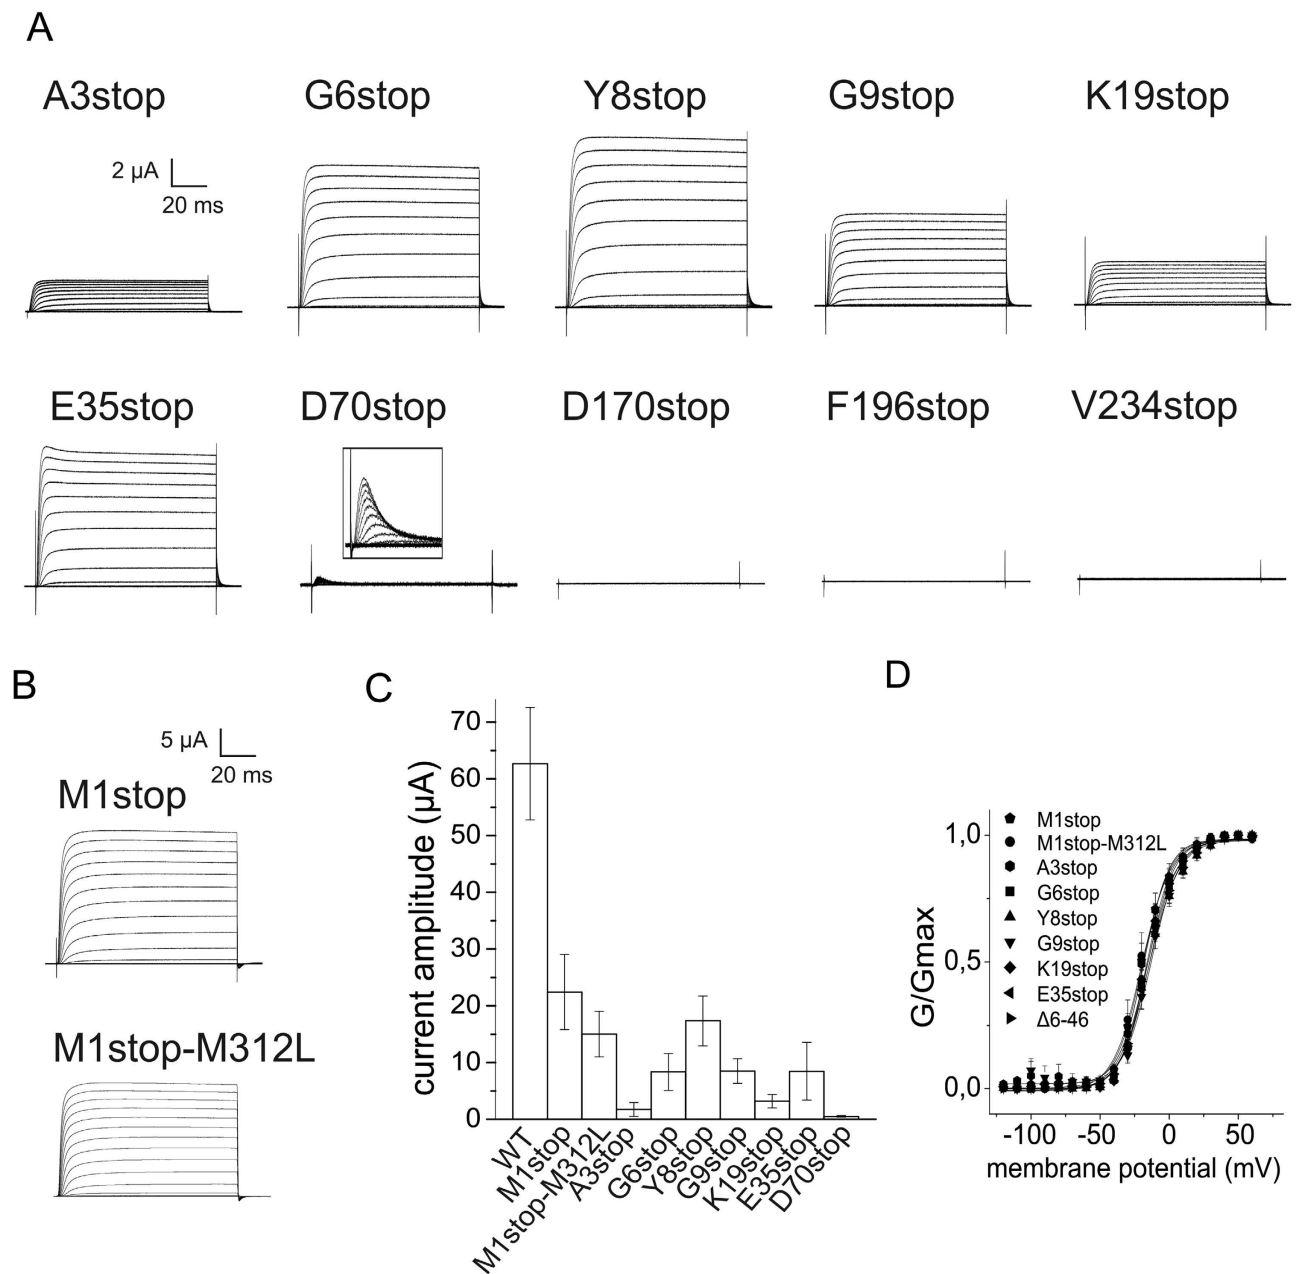 A
A3stop
G6stop
Y8stop
G9stop
K19stop
2 µA
20 ms
E35stop
D70stop
D170stop
F196stop
V234stop
B
5 µA
20 ms
M1stop
M1stop-M312L
C
current amplitude (µA)
70
60
50
40
30
20
10
0
WT
M1stop
M1stop-M312L
A3stop
G6stop
Y8stop
G9stop
K19stop
E35stop
D70stop
D
G/Gmax
1,0
0,5
0,0
M1stop
M1stop-M312L
A3stop
G6stop
Y8stop
G9stop
K19stop
E35stop
Δ6-46
-100
-50
0
50
membrane potential (mV)